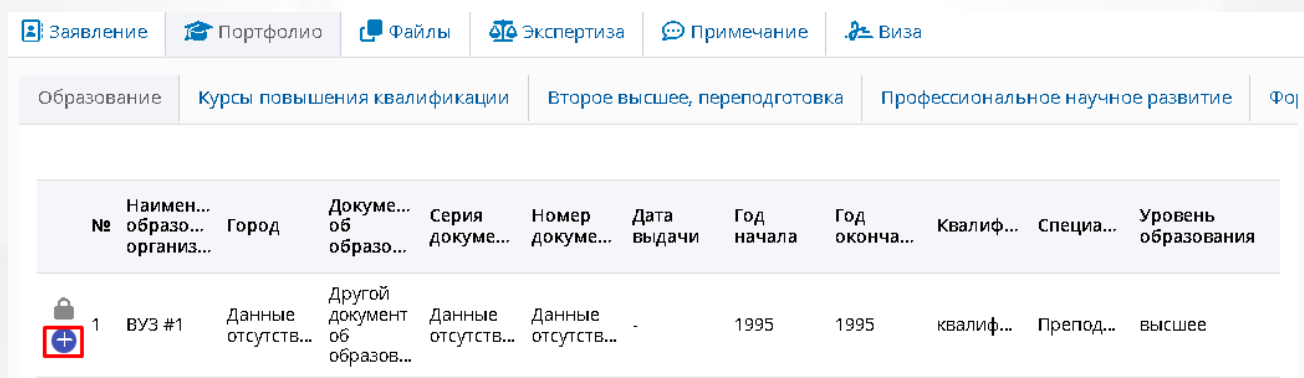 Заявление Портфолио Файлы Экспертиза Примечание Виза
Образование Курсы повышения квалификации Второе высшее, переподготовка Профессиональное научное развитие
№ Наимен... образо... организ... Город Докуме... об образо... Серия докуме... Номер докуме... Дата выдачи Год начала Год оконча... Квалиф... Специа... Уровень образования
1 ВУЗ #1 Данные отсутств... Другой документ об образов... Данные отсутств... Данные отсутств... - 1995 1995 квалиф... Препод... высшее